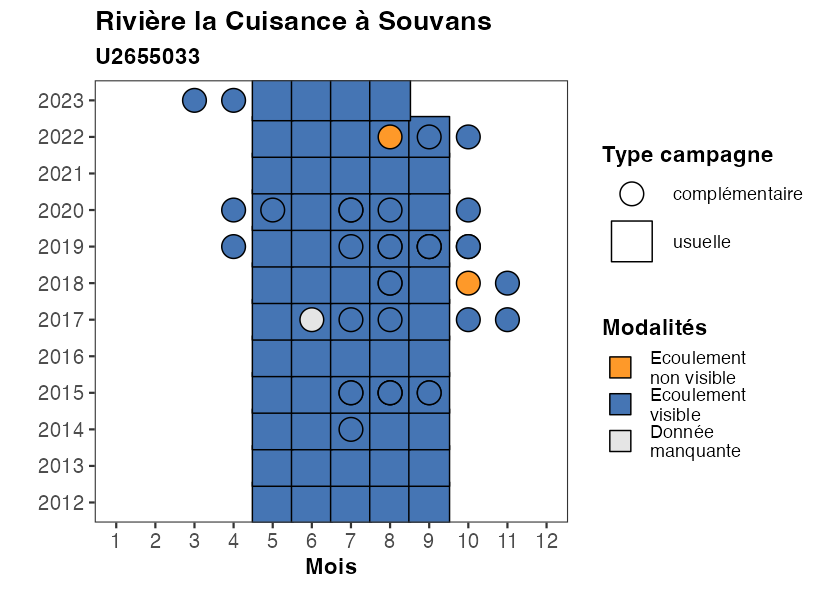 Rivière la Cuisance à Souvans
U2655033
2023
2022
2021
2020
2019
2018
2017
2016
2015
2014
2013
2012
1 2 3 4 5 6 7 8 9 10 11 12
Mois
Type campagne
complémentaire
usuelle
Modalités
Ecoulement
non visible
Ecoulement
visible
Donnée
manquante